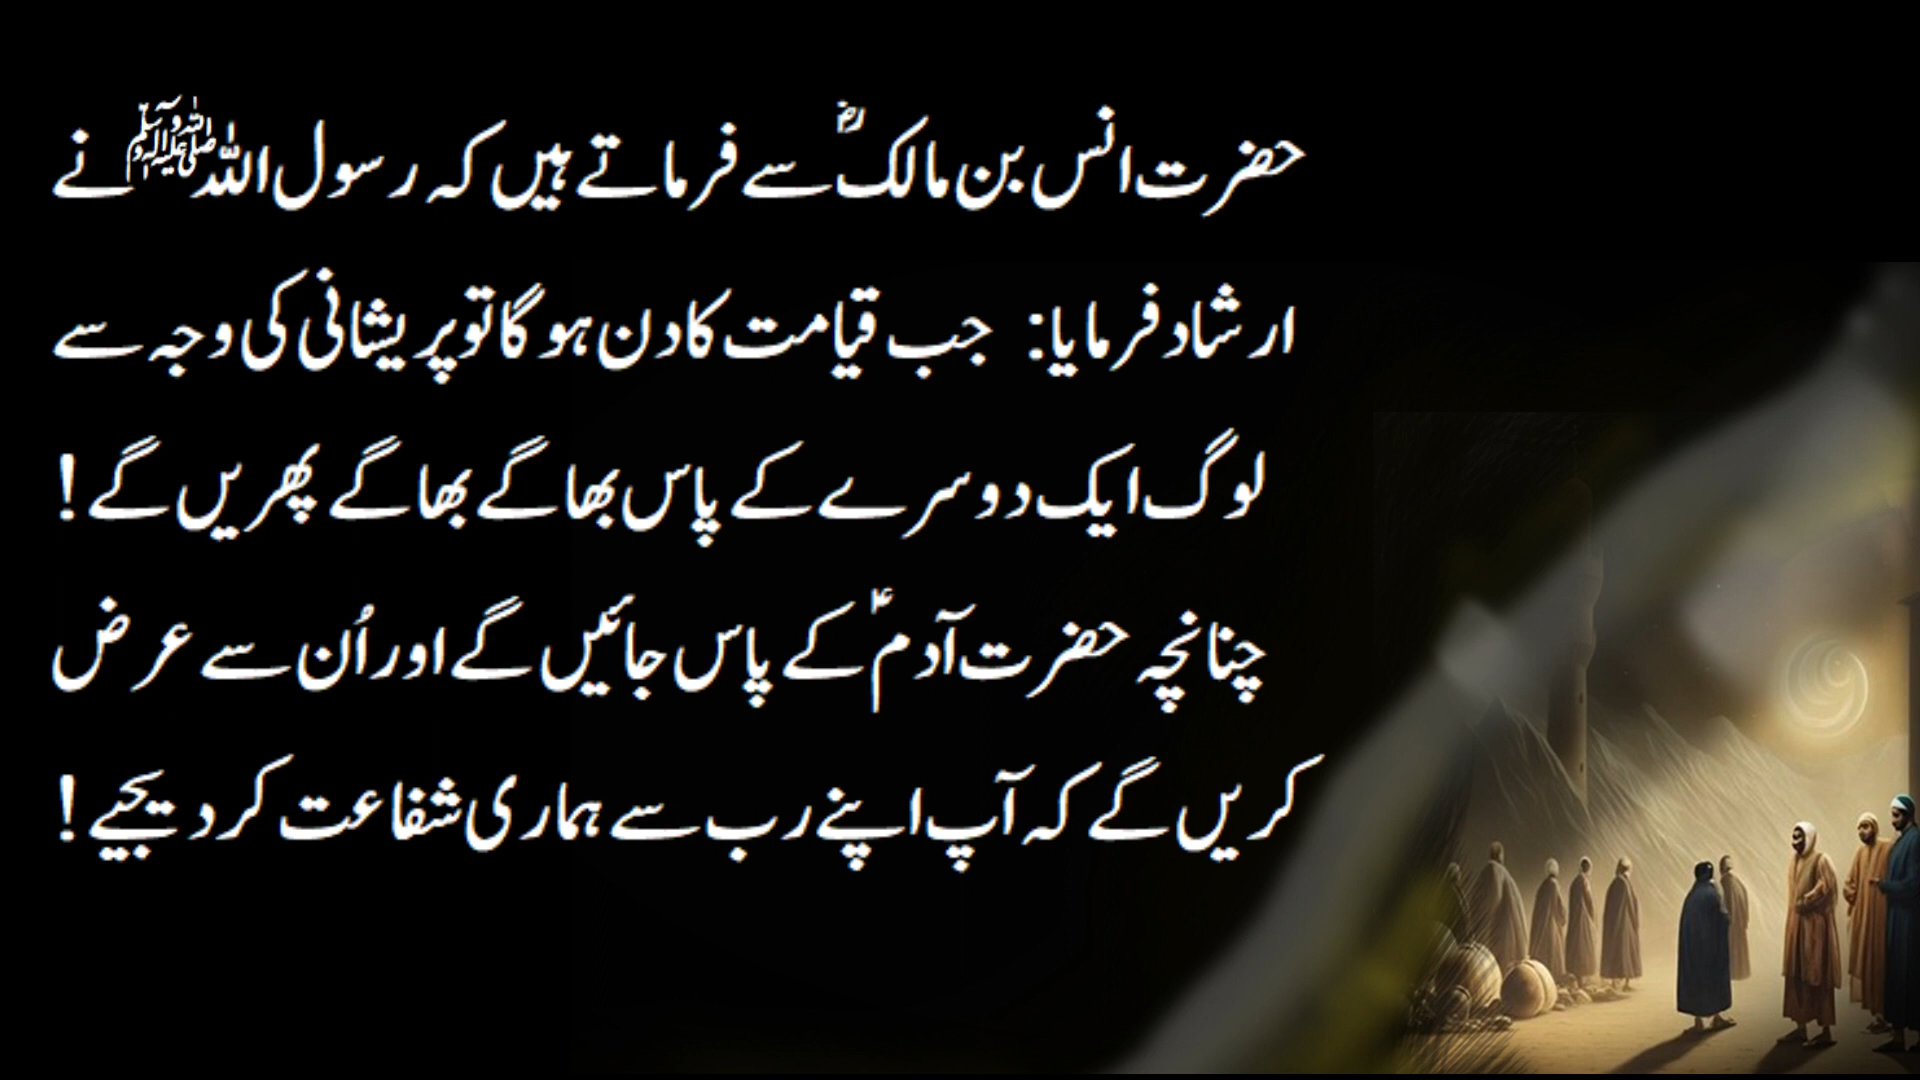 حضرت انس بن مالکؓ سے فرماتے ہیں کہ رسول اللہﷺ نے
ارشاد فرمایا: جب قیامت کا دن ہو گا تو پریشانی کی وجہ سے
لوگ ایک دوسرے کے پاس بھاگے بھاگے پھریں گے !
چنانچہ حضرت آدم ؑ کے پاس جائیں گے اور اُن سے عرض
کریں گے کہ آپ اپنے رب سے ہماری شفاعت کر دیجیے !